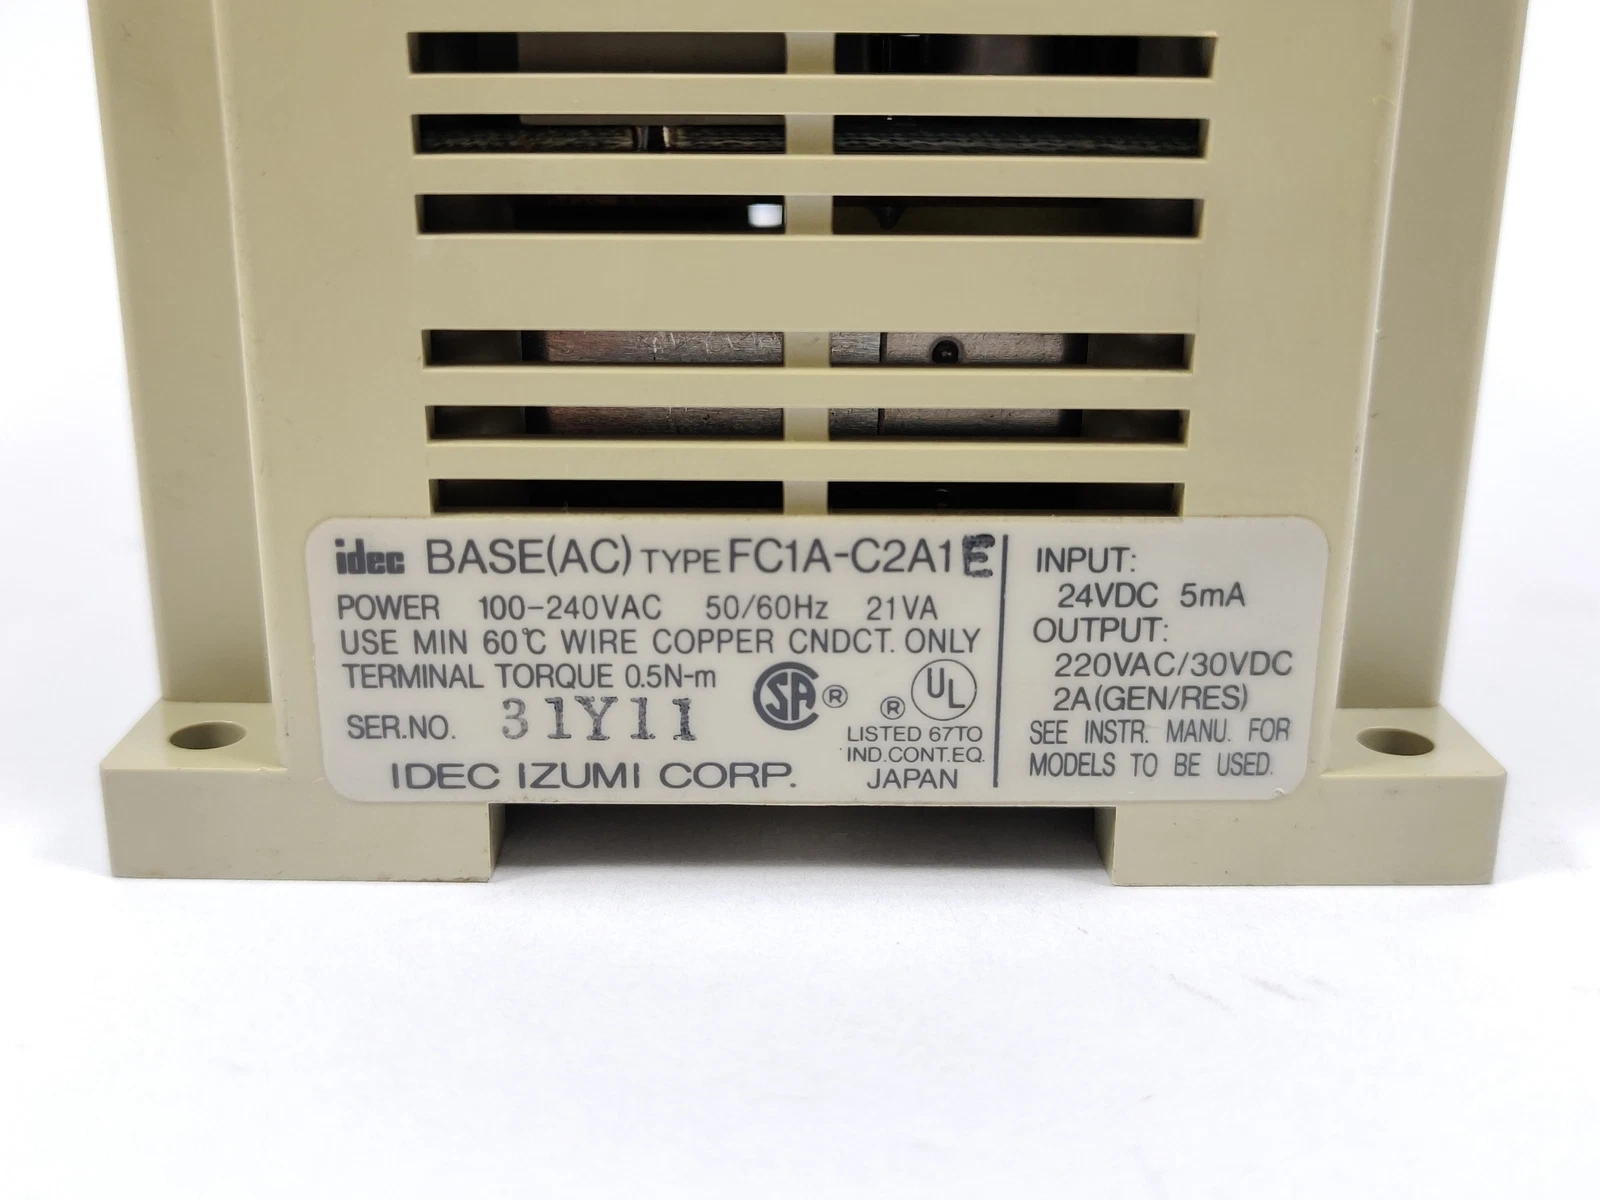 idec BASE(AC) TYPE FC1A-C2A1E
POWER 100-240VAC 50/60Hz 21VA
USE MIN 60℃ WIRE COPPER CNDCT. ONLY
TERMINAL TORQUE 0.5N-m
SER.NO. 31Y11
SA ®
® UL
LISTED 67TO
IND.CONT.EQ.
IDEC IZUMI CORP. JAPAN
INPUT:
24VDC 5mA
OUTPUT:
220VAC/30VDC
2A(GEN/RES)
SEE INSTR. MANU. FOR
MODELS TO BE USED.